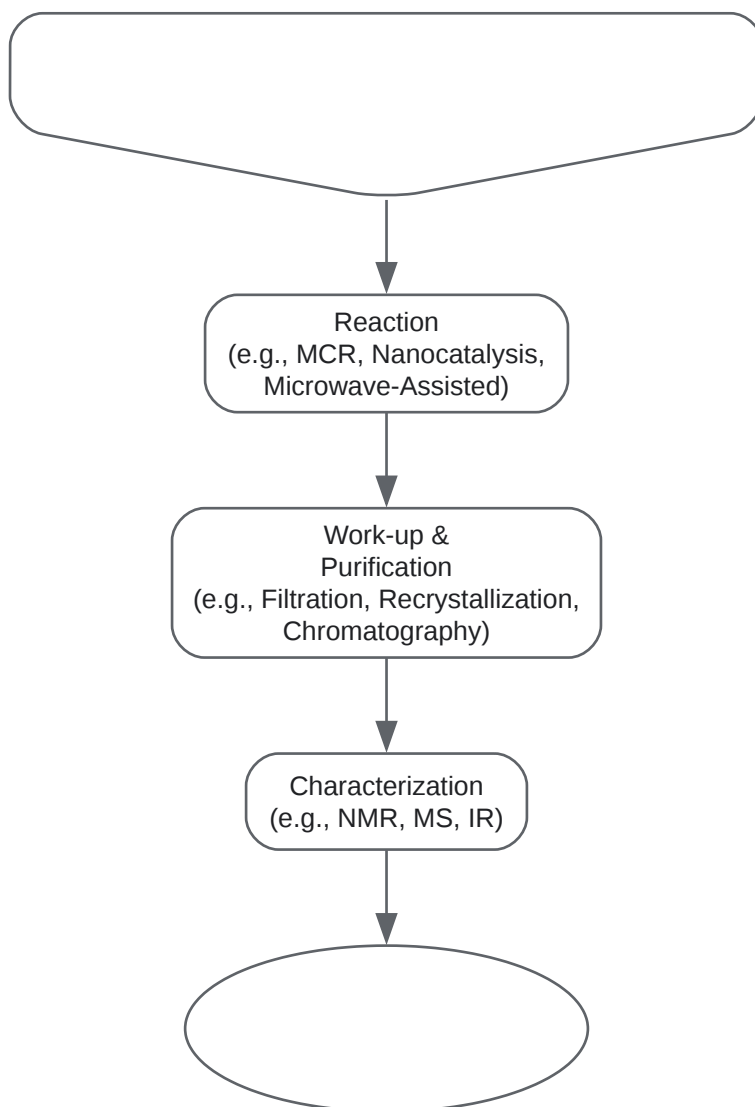 Reaction
(e.g., MCR, Nanocatalysis,
Microwave-Assisted)
Work-up &
Purification
(e.g., Filtration, Recrystallization,
Chromatography)
Characterization
(e.g., NMR, MS, IR)